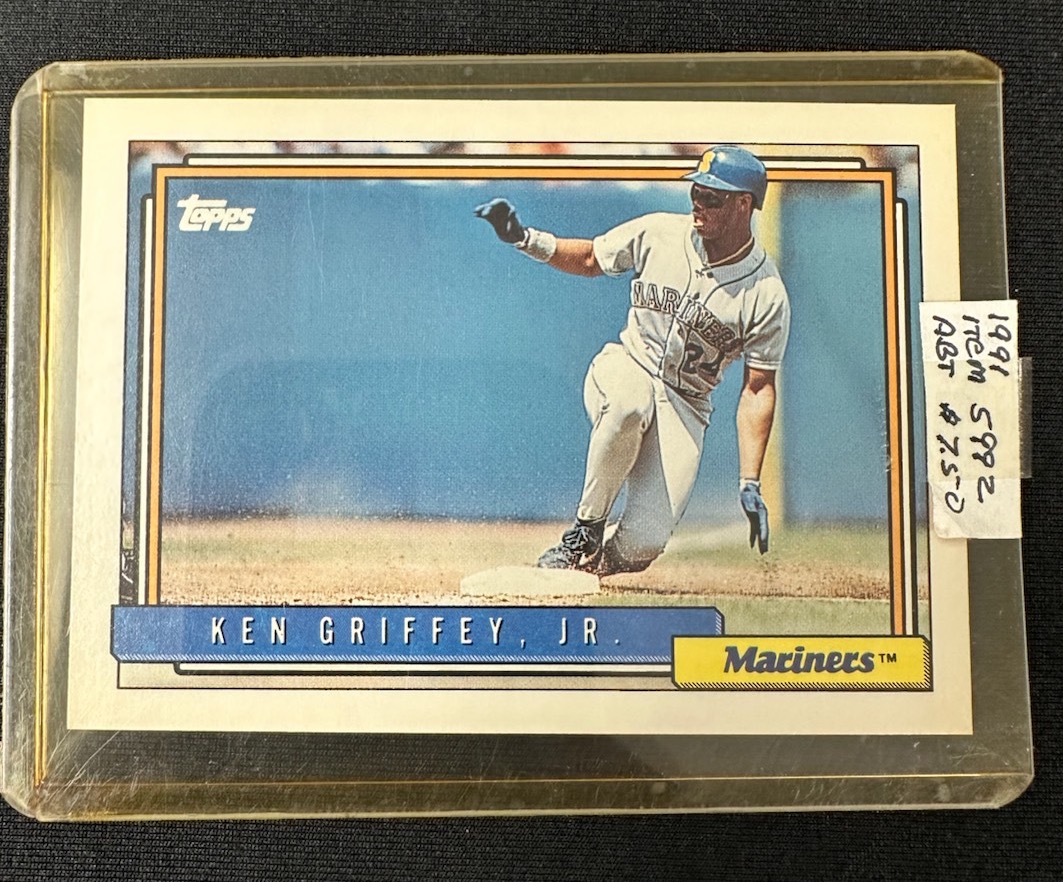 topps
MARINERS
24
KEN GRIFFEY, JR.
Mariners™
1991
ITEM 5992
ABT $7.50